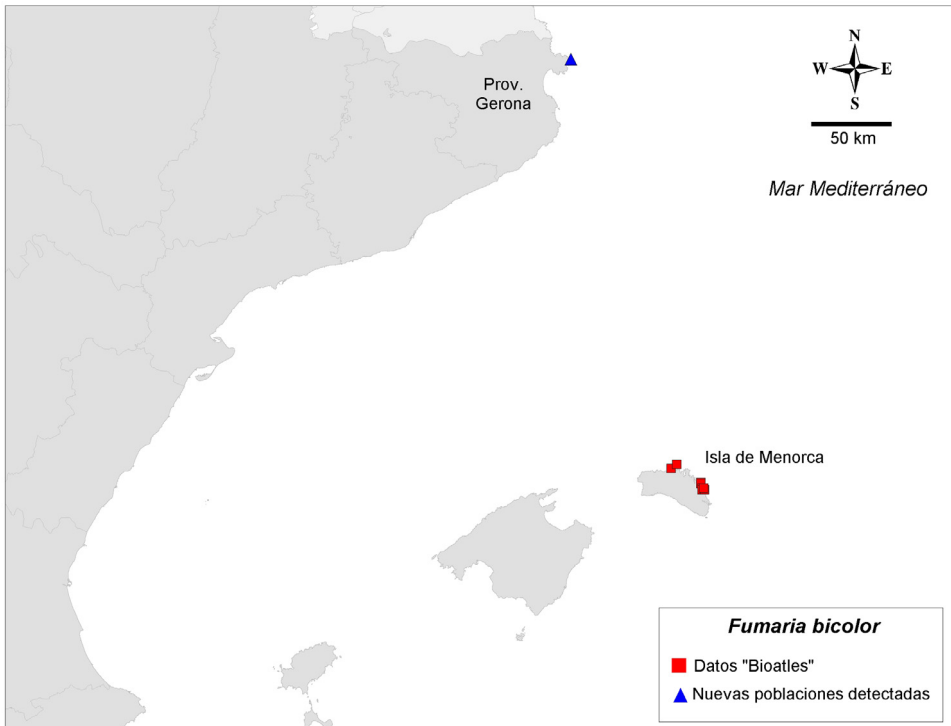 Prov.
Gerona
N
W E
S
50 km
Mar Mediterráneo
Isla de Menorca
Fumaria bicolor
Datos "Bioatles"
Nuevas poblaciones detectadas